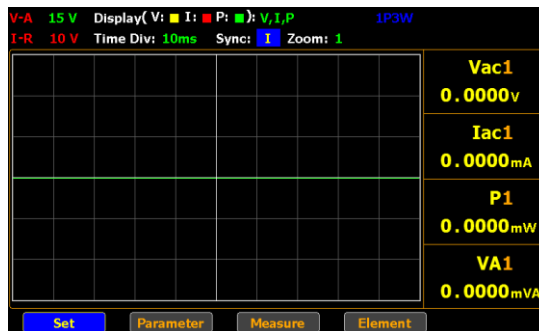 V-A 15 V Display( V: I: P: ): V,I,P 1P3W
I-R 10 V Time Div: 10ms Sync: I Zoom: 1
Vac1
0.0000V
Iac1
0.0000mA
P1
0.0000mW
VA1
0.0000mVA
Set Parameter Measure Element